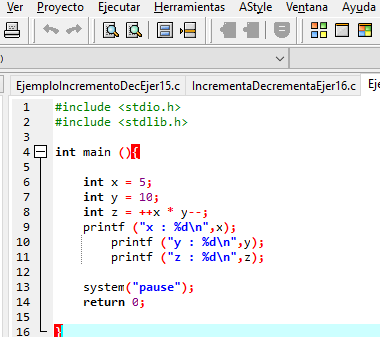 Ver Proyecto Ejecutar Herramientas AStyle Ventana Ayuda
)
EjemploIncrementoDecEjer15.c IncrementaDecrementaEjer16.c Eje
1 #include <stdio.h>
2 #include <stdlib.h>
3
4 int main (){
5
6 int x = 5;
7 int y = 10;
8 int z = ++x * y--;
9 printf ("x : %d\n",x);
10 printf ("y : %d\n",y);
11 printf ("z : %d\n",z);
12
13 system("pause");
14 return 0;
15
16 }